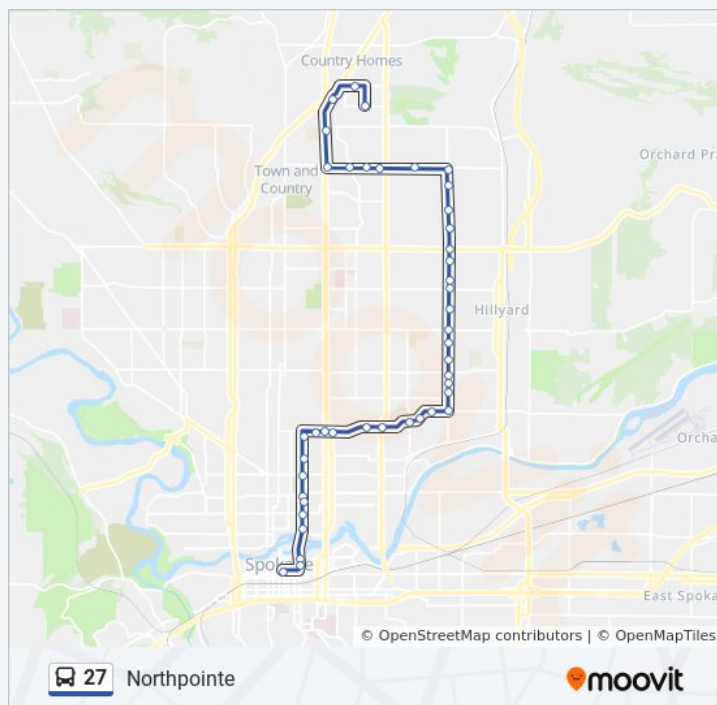 Country Homes
Orchard Pra
Town and
Country
Hillyard
Orcha
Spokane
East Spoka
© OpenStreetMap contributors | © OpenMapTiles
27 Northpointe
moovit